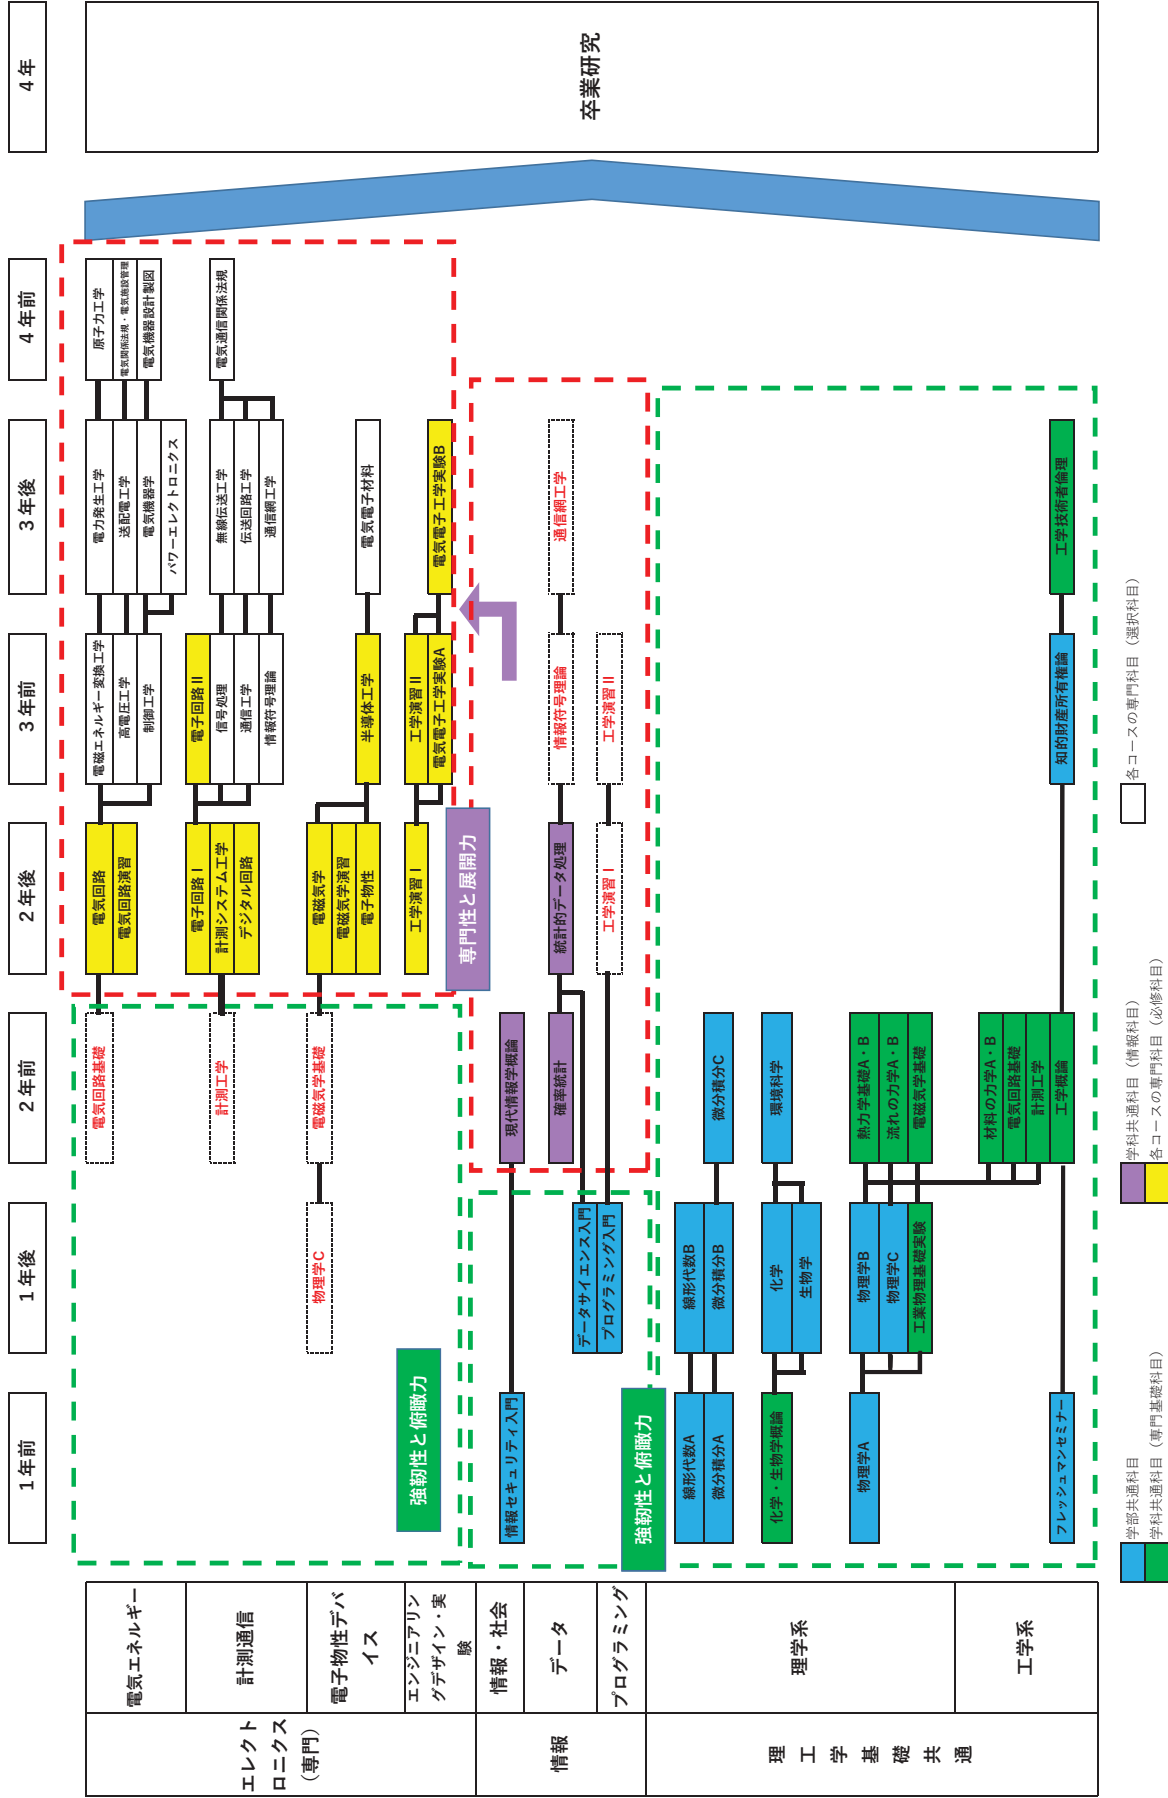 1年前
1年後
2年前
2年後
3年前
3年後
4年前
4年
エレクト
ロニクス
（専門）
電気エネルギー
電気回路基礎
電気回路
電気回路演習
電磁エネルギー変換工学
高電圧工学
制御工学
電力発生工学
送配電工学
電気機器学
パワーエレクトロニクス
原子力工学
電気関係法規・電気施設管理
電気機器設計製図
計測通信
計測工学
電子回路Ⅰ
計測システム工学
デジタル回路
電子回路Ⅱ
信号処理
通信工学
情報符号理論
無線伝送工学
伝送回路工学
通信網工学
電気通信関係法規
電子物性デバ
イス
物理学C
電磁気学基礎
電磁気学
電磁気学演習
電子物性
半導体工学
電気電子材料
エンジニアリン
グデザイン・実
験
工学演習Ⅰ
工学演習Ⅱ
電気電子工学実験A
電気電子工学実験B
強靭性と俯瞰力
専門性と展開力
情報
情報・社会
情報セキュリティ入門
現代情報学概論
データ
データサイエンス入門
確率統計
統計的データ処理
情報符号理論
通信網工学
プログラミング
プログラミング入門
工学演習Ⅰ
工学演習Ⅱ
強靭性と俯瞰力
理工学基礎共通
理学系
線形代数A
微分積分A
線形代数B
微分積分B
微分積分C
化学・生物学概論
化学
生物学
環境科学
物理学A
物理学B
物理学C
工業物理基礎実験
熱力学基礎A・B
流れの力学A・B
電磁気学基礎
工学系
材料の力学A・B
電気回路基礎
計測工学
工学概論
フレッシュマンセミナー
知的財産所有権論
工学技術者倫理
卒業研究
学部共通科目
学科共通科目（専門基礎科目）
学科共通科目（情報科目）
各コースの専門科目（必修科目）
各コースの専門科目（選択科目）